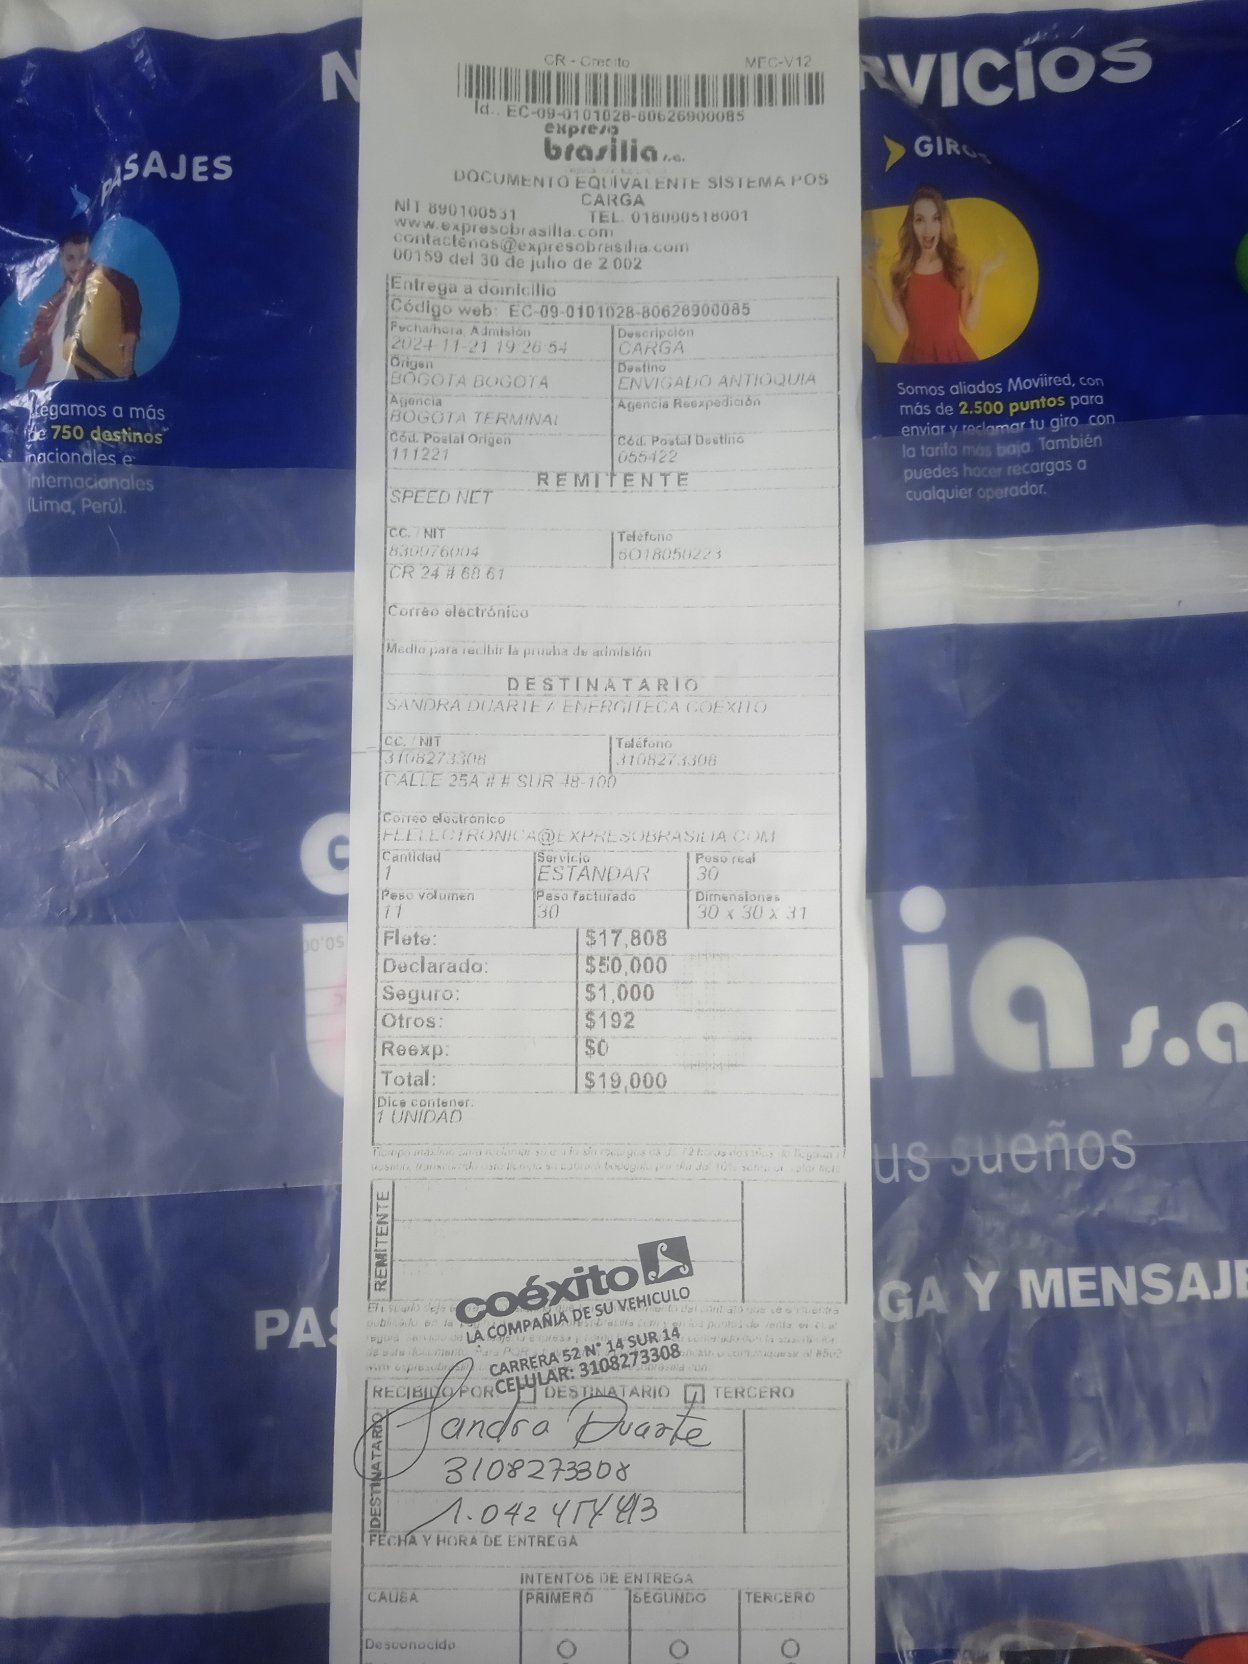 CR - Crédito MFC-V12
Id.. EC-09-0101028-80626900085
expreso
brasilia s.a.
DOCUMENTO EQUIVALENTE SISTEMA POS
CARGA
NIT 890100531 TEL. 018000518001
www.expresobrasilia.com
contactenos@expresobrasilia.com
00159 del 30 de julio de 2.002
Entrega a domicilio
Código web: EC-09-0101028-80626900085
Fecha/hora, Admisión Descripción
2024-11-21 19:26:54 CARGA
Origen Destino
BOGOTA BOGOTA ENVIGADO ANTIOQUIA
Agencia Agencia Reexpedición
BOGOTA TERMINAL
Cód. Postal Origen Cód. Postal Destino
111221 055422
REMITENTE
SPEED NET
CC. / NIT Teléfono
830076004 6018050223
CR 24 # 68 61
Correo electrónico
Medio para recibir la prueba de admisión
DESTINATARIO
SANDRA DUARTE / ENERGITECA COEXITO
CC. / NIT Teléfono
3108273308 3108273308
CALLE 25A # # SUR 48-100
Correo electrónico
FELECTRONICA@EXPRESOBRASILIA.COM
Cantidad Servicio Peso real
1 ESTANDAR 30
Peso volumen Peso facturado Dimensiones
11 30 30 x 30 x 31
Flete: $17,808
Declarado: $50,000
Seguro: $1,000
Otros: $192
Reexp: $0
Total: $19,000
Dice contener:
1 UNIDAD
REMITENTE
coéxito
LA COMPAÑIA DE SU VEHICULO
CARRERA 52 N° 14 SUR 14
CELULAR: 3108273308
RECIBIDO POR DESTINATARIO TERCERO
DESTINATARIO
Sandra Duarte
3108273308
FECHA Y HORA DE ENTREGA
INTENTOS DE ENTREGA
CAUSA PRIMERO SEGUNDO TERCERO
Desconocido
PASAJES
Llegamos a más
de 750 destinos
nacionales e
internacionales
(Lima, Perú).
GIROS
Somos aliados Moviired, con
más de 2.500 puntos para
enviar y reclamar tu giro con
la tarifa más baja. También
puedes hacer recargas a
cualquier operador.
s.a
us sueños
GA Y MENSAJE